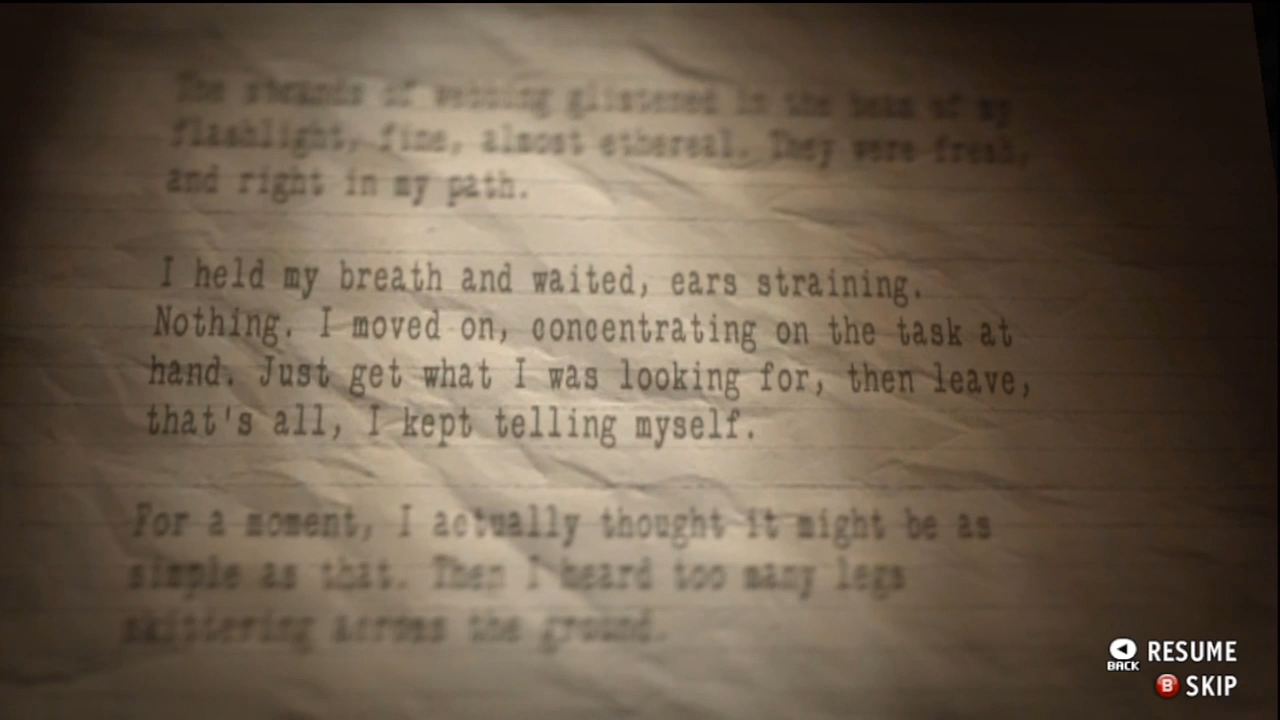 The strands of webbing glistened in the beam of my
flashlight, fine, almost ethereal. They were fresh,
and right in my path.
I held my breath and waited, ears straining.
Nothing. I moved on, concentrating on the task at
hand. Just get what I was looking for, then leave,
that's all, I kept telling myself.
For a moment, I actually thought it might be as
simple as that. Then I heard too many legs
skittering across the ground.
BACK RESUME
B SKIP